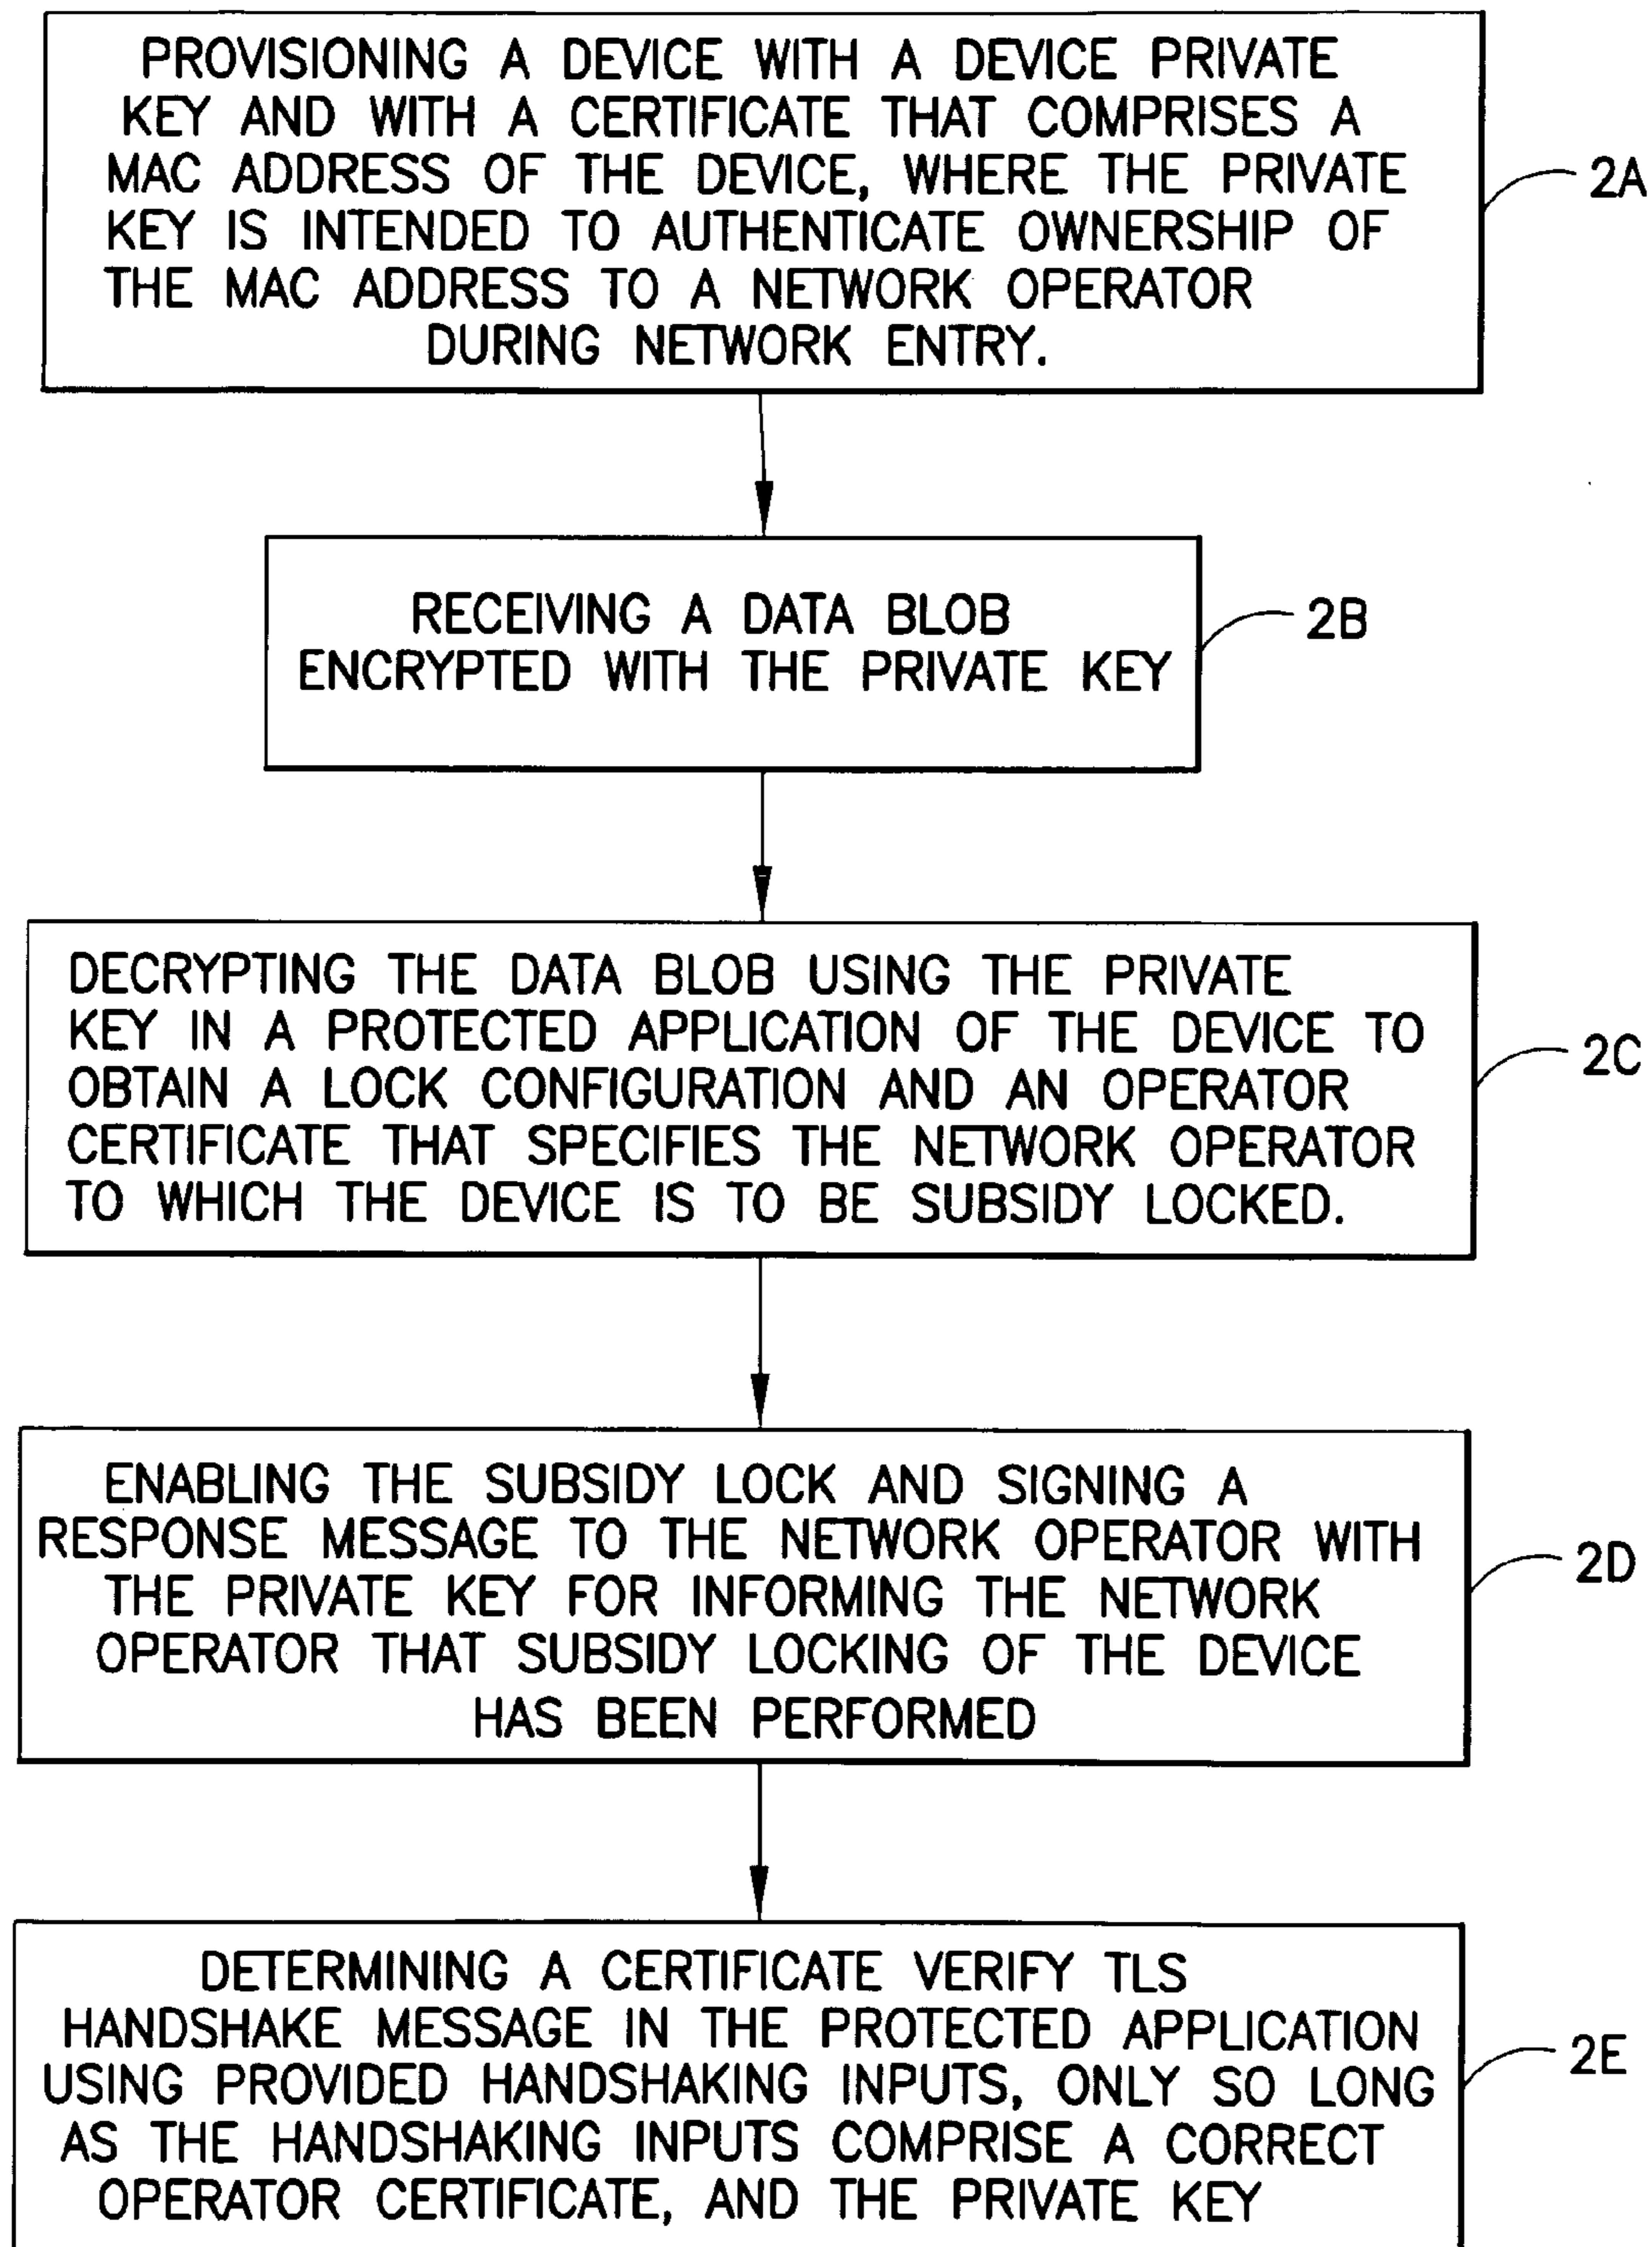 PROVISIONING A DEVICE WITH A DEVICE PRIVATE
KEY AND WITH A CERTIFICATE THAT COMPRISES A
MAC ADDRESS OF THE DEVICE, WHERE THE PRIVATE
KEY IS INTENDED TO AUTHENTICATE OWNERSHIP OF
THE MAC ADDRESS TO A NETWORK OPERATOR
DURING NETWORK ENTRY.
2A
RECEIVING A DATA BLOB
ENCRYPTED WITH THE PRIVATE KEY
2B
DECRYPTING THE DATA BLOB USING THE PRIVATE
KEY IN A PROTECTED APPLICATION OF THE DEVICE TO
OBTAIN A LOCK CONFIGURATION AND AN OPERATOR
CERTIFICATE THAT SPECIFIES THE NETWORK OPERATOR
TO WHICH THE DEVICE IS TO BE SUBSIDY LOCKED.
2C
ENABLING THE SUBSIDY LOCK AND SIGNING A
RESPONSE MESSAGE TO THE NETWORK OPERATOR WITH
THE PRIVATE KEY FOR INFORMING THE NETWORK
OPERATOR THAT SUBSIDY LOCKING OF THE DEVICE
HAS BEEN PERFORMED
2D
DETERMINING A CERTIFICATE VERIFY TLS
HANDSHAKE MESSAGE IN THE PROTECTED APPLICATION
USING PROVIDED HANDSHAKING INPUTS, ONLY SO LONG
AS THE HANDSHAKING INPUTS COMPRISE A CORRECT
OPERATOR CERTIFICATE, AND THE PRIVATE KEY
2E